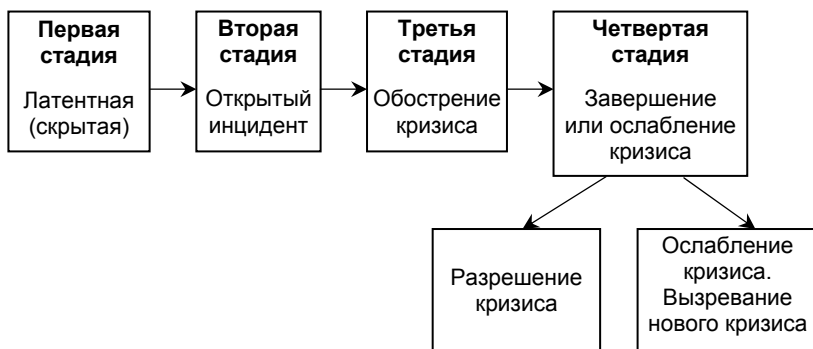 Первая
стадия
Латентная
(скрытая)
Вторая
стадия
Открытый
инцидент
Третья
стадия
Обострение
кризиса
Четвертая
стадия
Завершение
или ослабление
кризиса
Разрешение
кризиса
Ослабление
кризиса.
Вызревание
нового кризиса